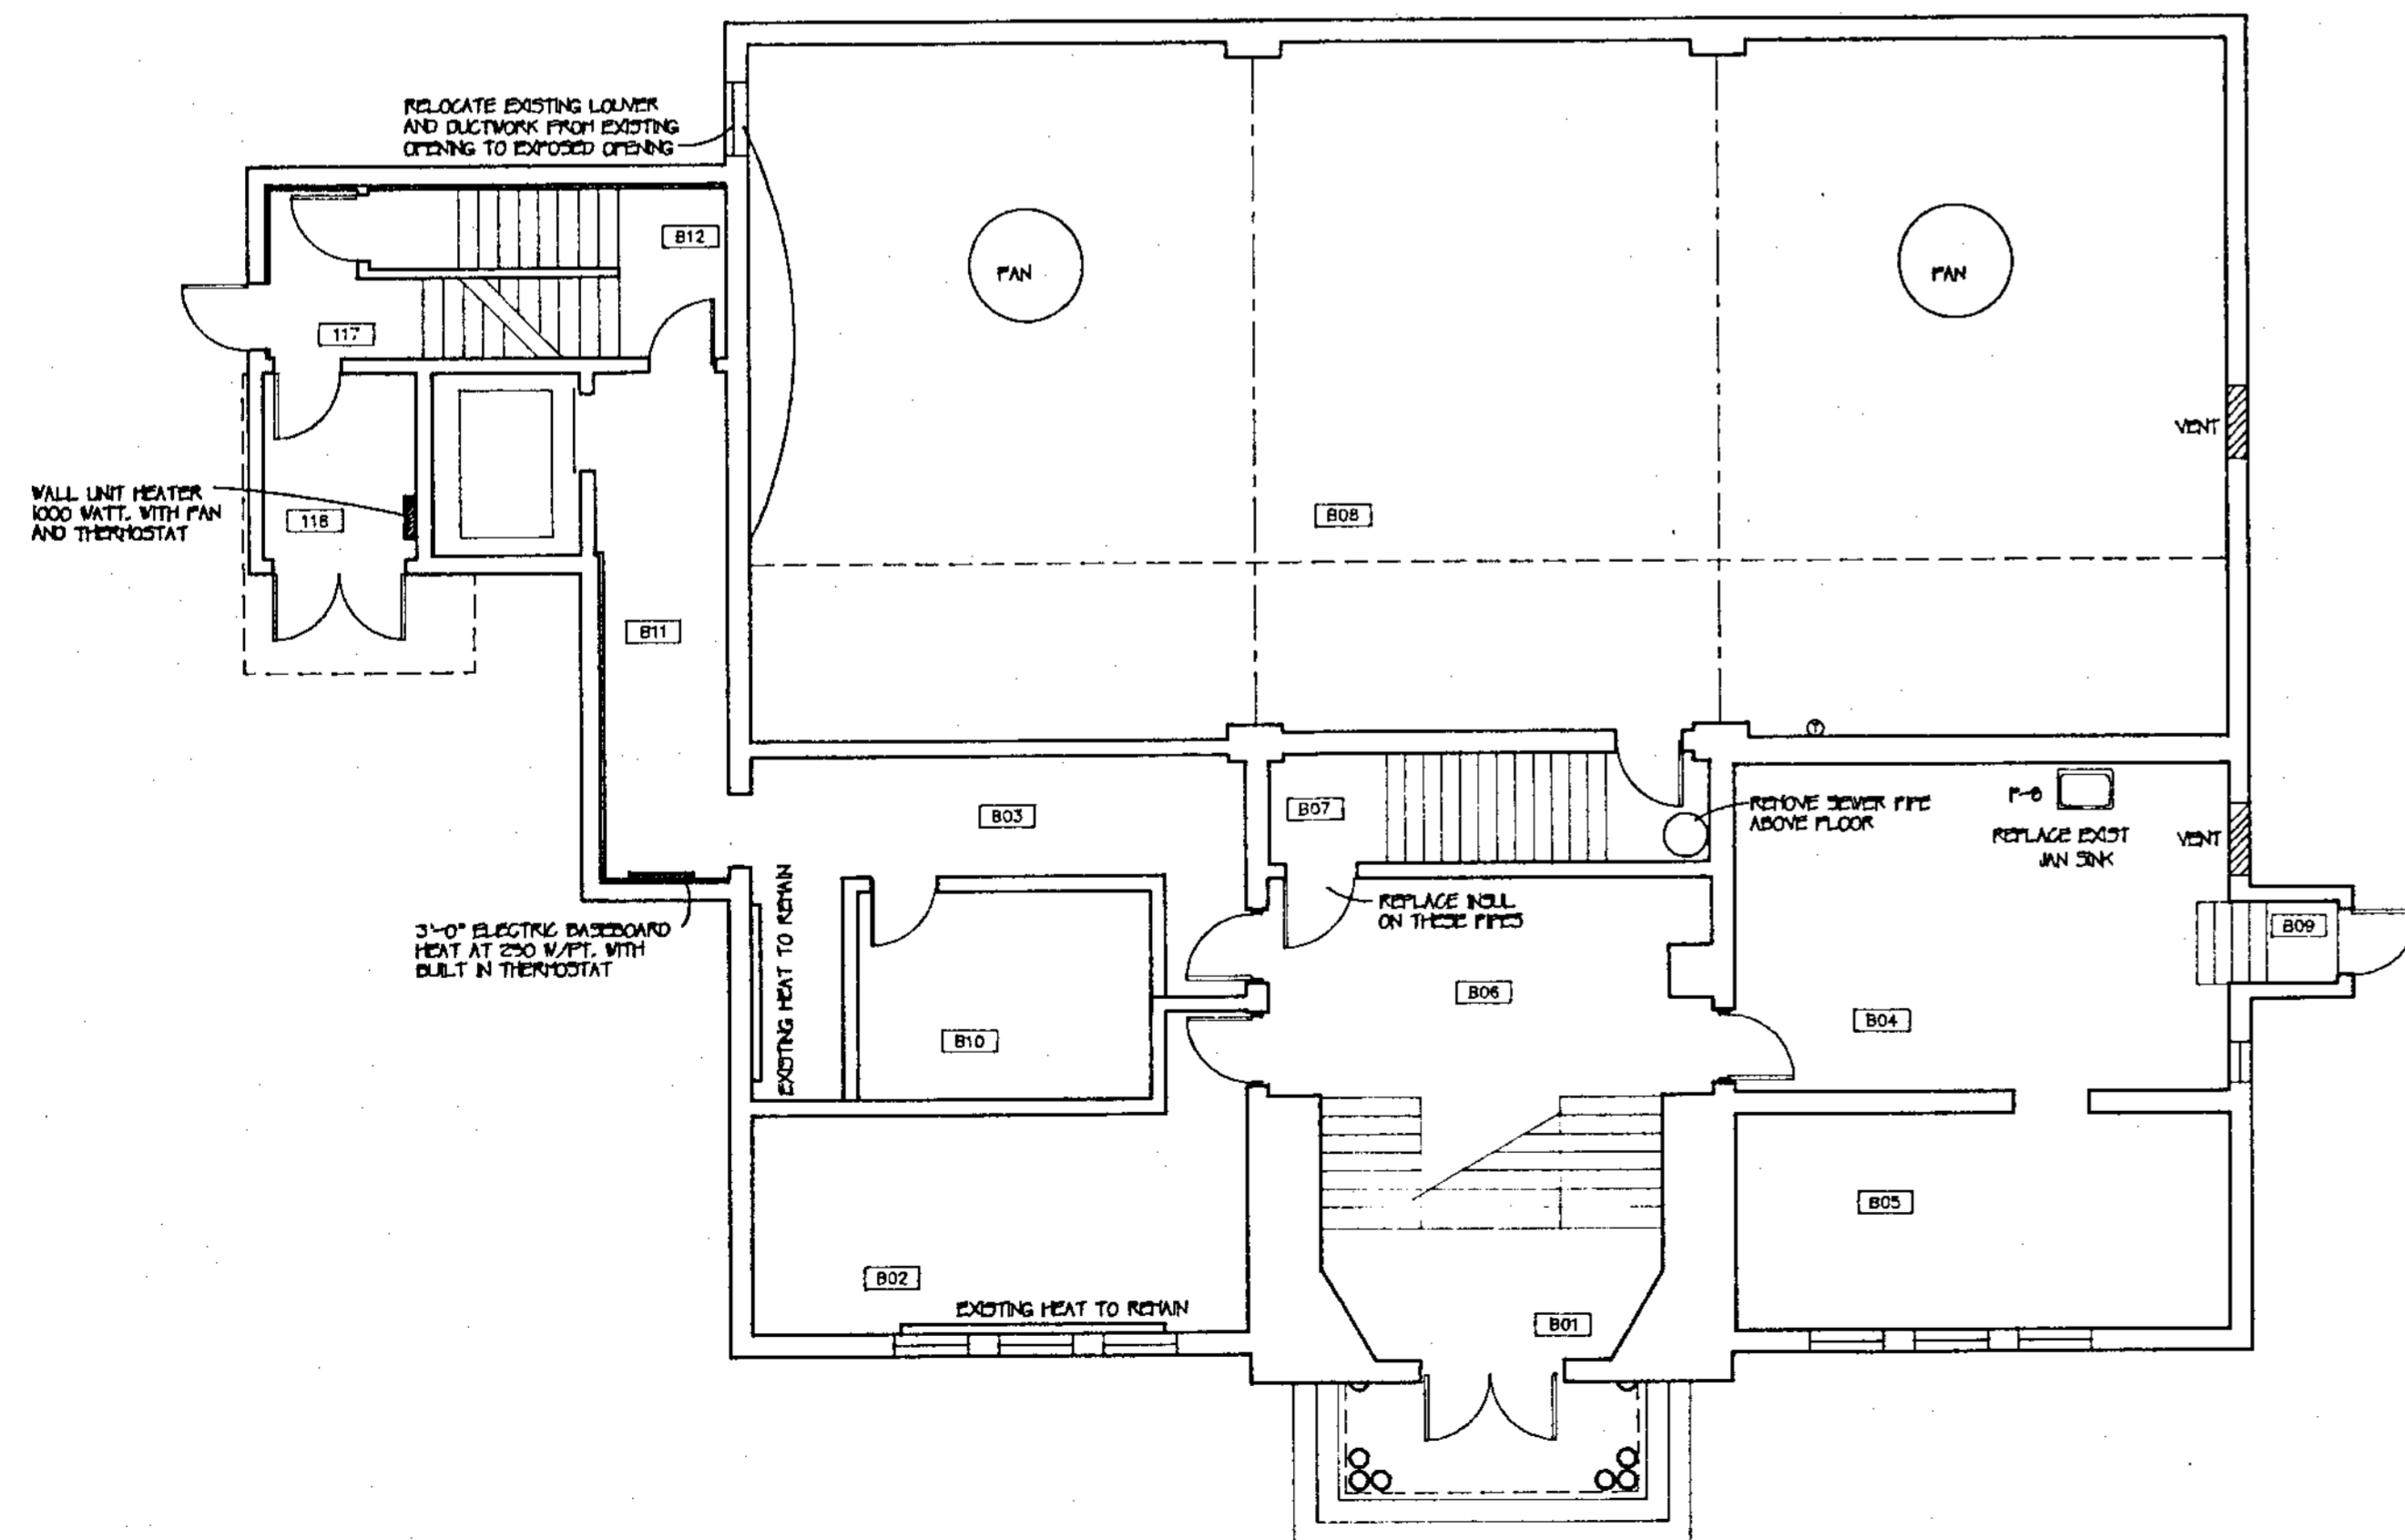 RELOCATE EXISTING LOUVER
AND DUCTWORK FROM EXISTING
OPENING TO EXPOSED OPENING
B12
FAN
FAN
117
VENT
WALL UNIT HEATER
1000 WATT. WITH FAN
AND THERMOSTAT
118
B08
B11
T
B03
B07
REMOVE SEWER PIPE
ABOVE FLOOR
P-8
REPLACE EXIST
JAN SINK
VENT
EXISTING HEAT TO REMAIN
REPLACE INSUL
ON THESE PIPES
3'-0" ELECTRIC BASEBOARD
HEAT AT 250 W/FT. WITH
BUILT IN THERMOSTAT
B09
B06
B10
B04
B05
B02
EXISTING HEAT TO REMAIN
B01